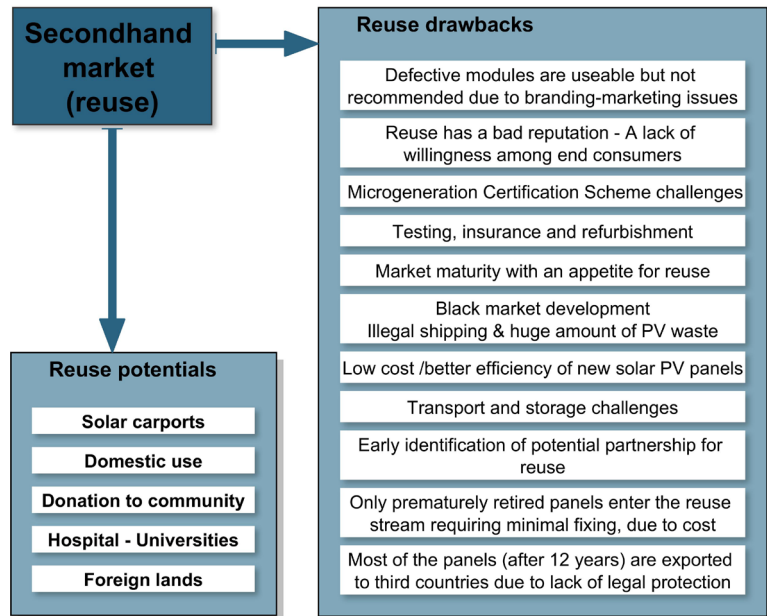 Secondhand
market
(reuse)
Reuse drawbacks
Defective modules are useable but not
recommended due to branding-marketing issues
Reuse has a bad reputation - A lack of
willingness among end consumers
Microgeneration Certification Scheme challenges
Testing, insurance and refurbishment
Market maturity with an appetite for reuse
Black market development
Illegal shipping & huge amount of PV waste
Low cost /better efficiency of new solar PV panels
Transport and storage challenges
Early identification of potential partnership for
reuse
Only prematurely retired panels enter the reuse
stream requiring minimal fixing, due to cost
Most of the panels (after 12 years) are exported
to third countries due to lack of legal protection
Reuse potentials
Solar carports
Domestic use
Donation to community
Hospital - Universities
Foreign lands